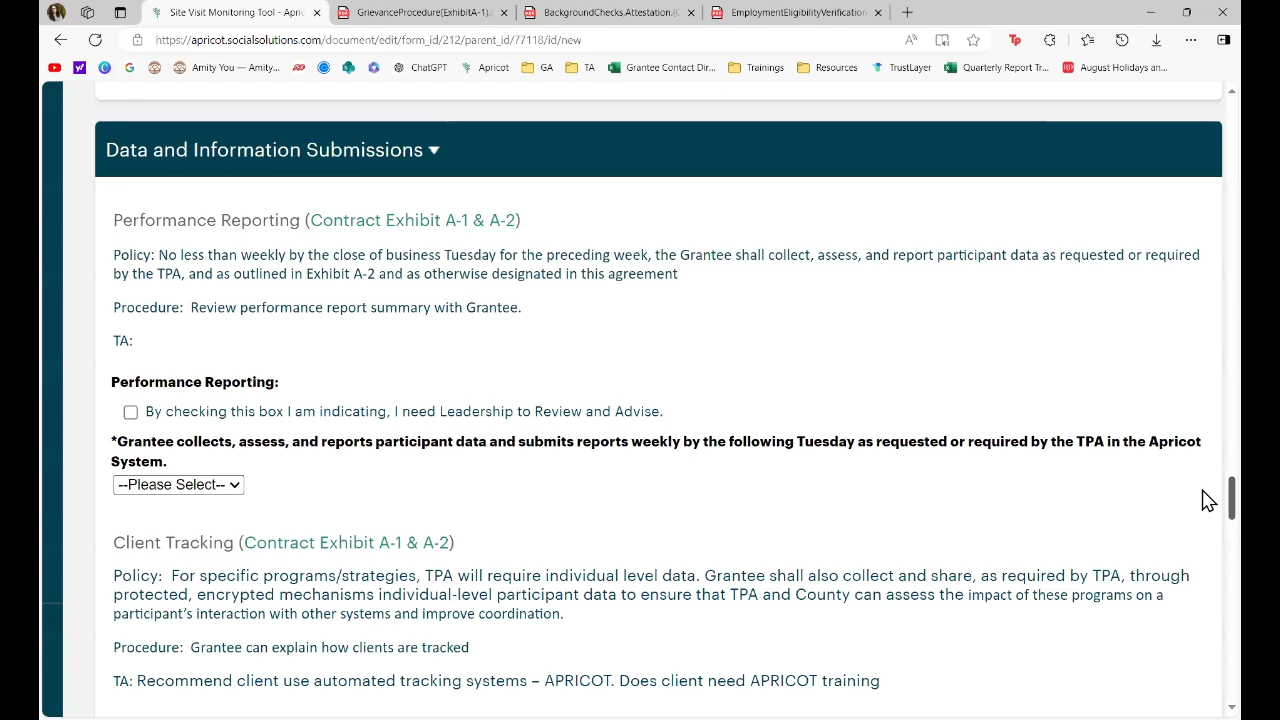 Site Visit Monitoring Tool - Apric
GrievanceProcedure(ExhibitA-1.
BackgroundChecks,Attestation.(C
EmploymentEligibilityVerification
https://apricot.socialsolutions.com/document/edit/form_id/212/parent_id/77118/id/new
Amity You — Amity...
ChatGPT
Apricot
GA
TA
Grantee Contact Dir...
Trainings
Resources
TrustLayer
Quarterly Report Tr...
August Holidays an...
Data and Information Submissions
Performance Reporting (Contract Exhibit A-1 & A-2)
Policy: No less than weekly by the close of business Tuesday for the preceding week, the Grantee shall collect, assess, and report participant data as requested or required
by the TPA, and as outlined in Exhibit A-2 and as otherwise designated in this agreement
Procedure: Review performance report summary with Grantee.
TA:
Performance Reporting:
By checking this box I am indicating, I need Leadership to Review and Advise.
*Grantee collects, assess, and reports participant data and submits reports weekly by the following Tuesday as requested or required by the TPA in the Apricot
System.
--Please Select--
Client Tracking (Contract Exhibit A-1 & A-2)
Policy: For specific programs/strategies, TPA will require individual level data. Grantee shall also collect and share, as required by TPA, through
protected, encrypted mechanisms individual-level participant data to ensure that TPA and County can assess the impact of these programs on a
participant's interaction with other systems and improve coordination.
Procedure: Grantee can explain how clients are tracked
TA: Recommend client use automated tracking systems – APRICOT. Does client need APRICOT training